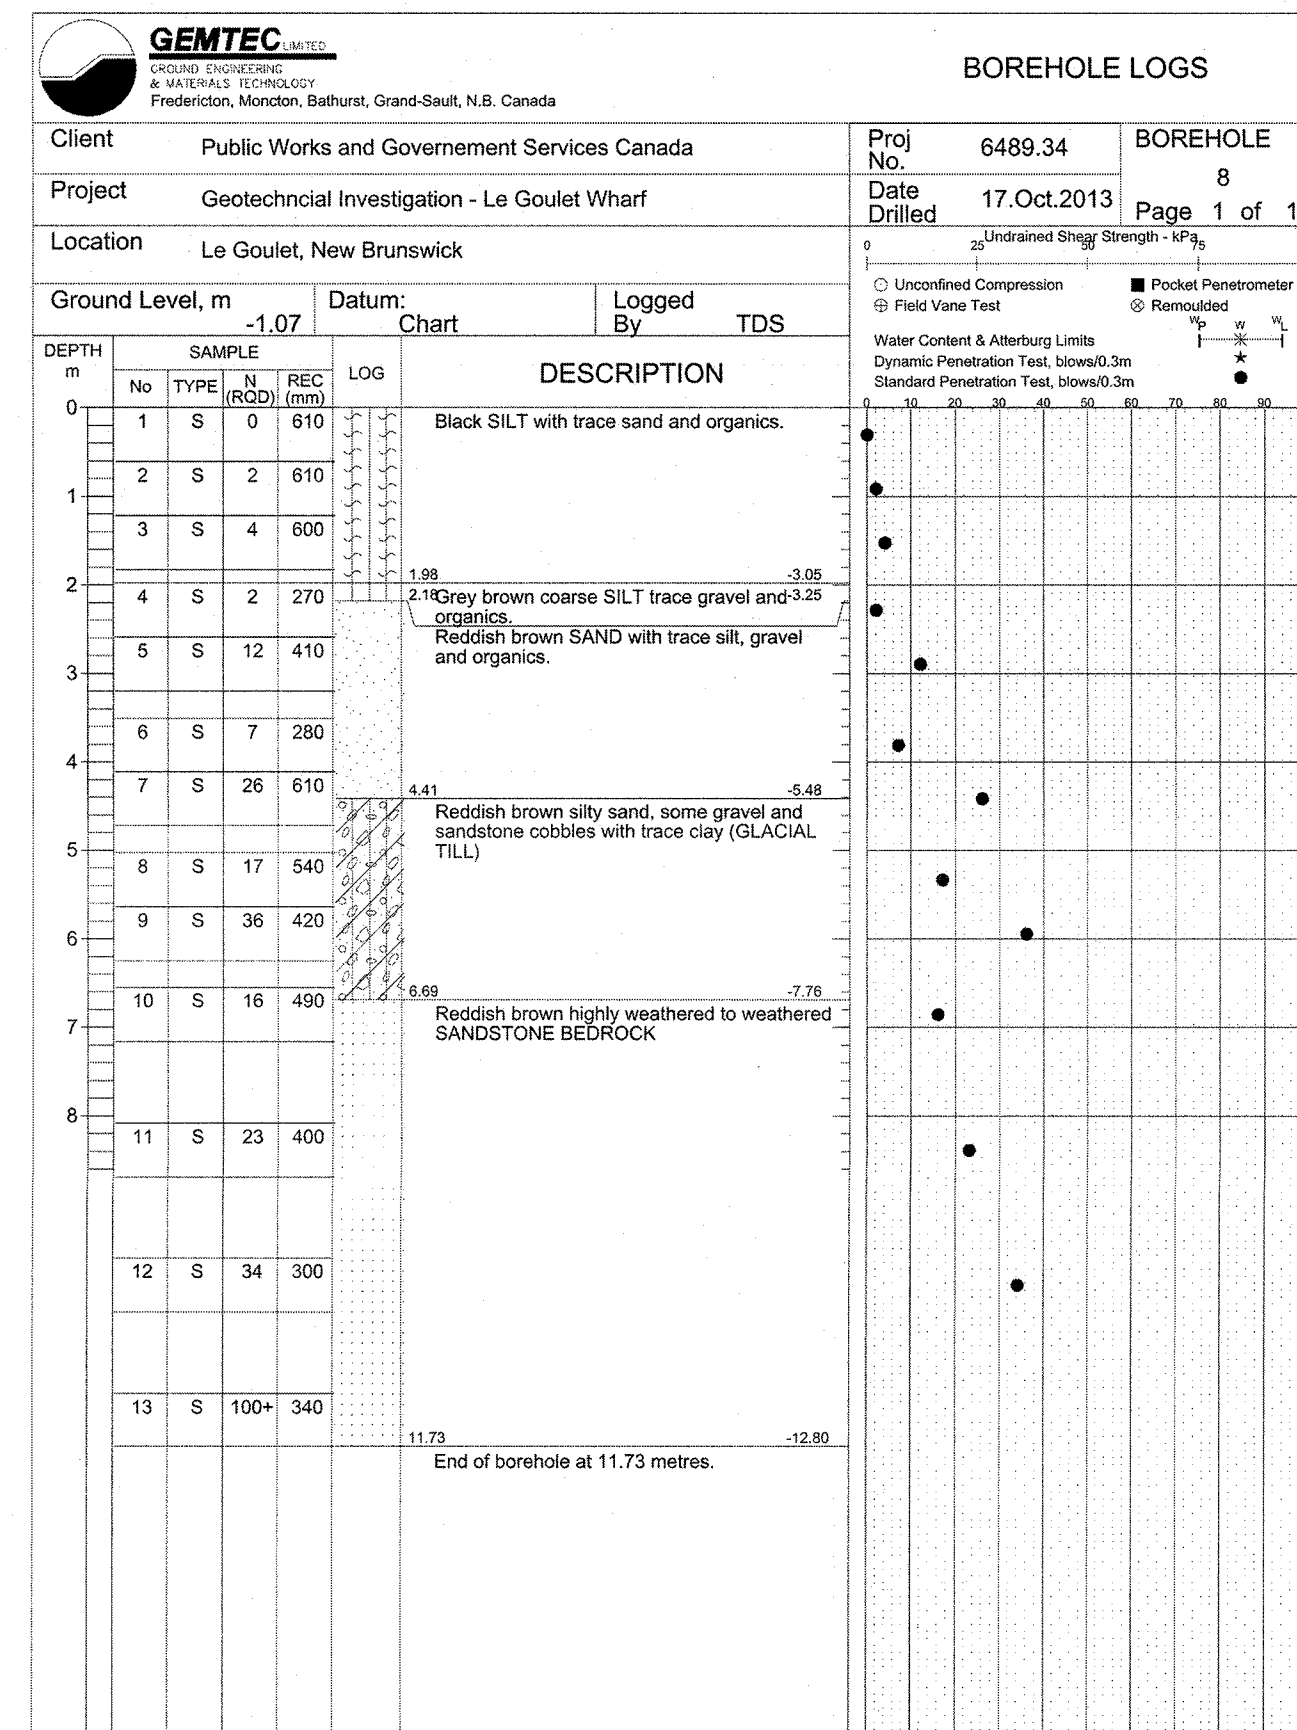 GEMTEC LIMITED
GROUND ENGINEERING
& MATERIALS TECHNOLOGY
Fredericton, Moncton, Bathurst, Grand-Sault, N.B. Canada
BOREHOLE LOGS
Client Public Works and Governement Services Canada
Proj No. 6489.34
BOREHOLE
8
Page 1 of 1
Project Geotechncial Investigation - Le Goulet Wharf
Date Drilled 17.Oct.2013
Location Le Goulet, New Brunswick
Ground Level, m -1.07
Datum: Chart
Logged By TDS
Undrained Shear Strength - kPa
0 25 50 75
Unconfined Compression
Pocket Penetrometer
Field Vane Test
Remoulded
Water Content & Atterburg Limits
WP W WL
Dynamic Penetration Test, blows/0.3m
Standard Penetration Test, blows/0.3m
0 10 20 30 40 50 60 70 80 90
DEPTH m
SAMPLE
No TYPE N (RQD) REC (mm)
LOG
DESCRIPTION
0
1 S 0 610
Black SILT with trace sand and organics.
2 S 2 610
1
3 S 4 600
1.98 -3.05
2
4 S 2 270
2.18 Grey brown coarse SILT trace gravel and -3.25
organics.
Reddish brown SAND with trace silt, gravel
and organics.
5 S 12 410
3
6 S 7 280
4
7 S 26 610
4.41 -5.48
Reddish brown silty sand, some gravel and
sandstone cobbles with trace clay (GLACIAL
TILL)
5
8 S 17 540
9 S 36 420
6
6.69 -7.76
10 S 16 490
Reddish brown highly weathered to weathered
SANDSTONE BEDROCK
7
8
11 S 23 400
12 S 34 300
13 S 100+ 340
11.73 -12.80
End of borehole at 11.73 metres.